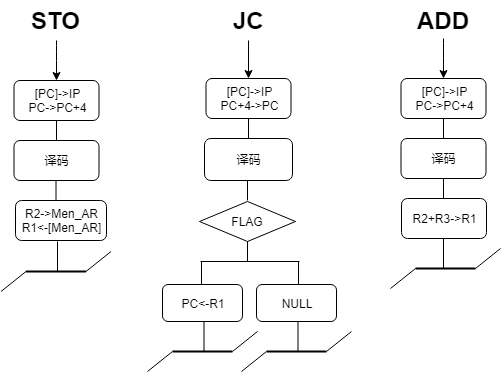 STO
[PC]->IP
PC->PC+4
译码
R2->Men_AR
R1<-[Men_AR]
JC
[PC]->IP
PC+4->PC
译码
FLAG
PC<-R1
NULL
ADD
[PC]->IP
PC->PC+4
译码
R2+R3->R1